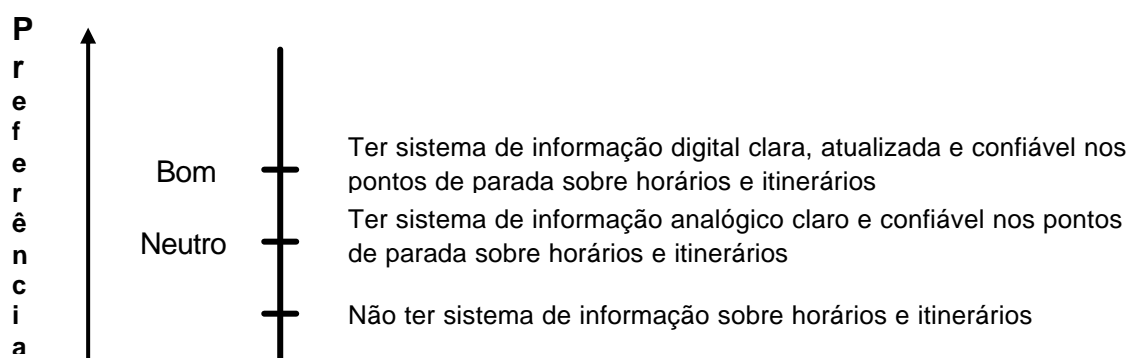 Preferência
Bom
Ter sistema de informação digital clara, atualizada e confiável nos
pontos de parada sobre horários e itinerários
Neutro
Ter sistema de informação analógico claro e confiável nos pontos
de parada sobre horários e itinerários
Não ter sistema de informação sobre horários e itinerários